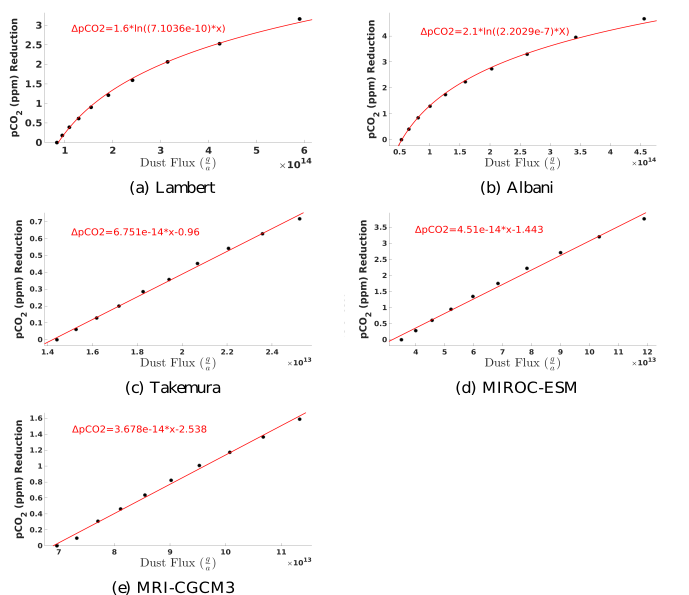 ΔpCO2=1.6*ln((7.1036e-10)*x)
pCO2 (ppm) Reduction
3
2.5
2
1.5
1
0.5
0
1 2 3 4 5 6
Dust Flux (g/a)
×10^14
(a) Lambert
ΔpCO2=2.1*ln((2.2029e-7)*X)
pCO2 (ppm) Reduction
4
3
2
1
0
0.5 1 1.5 2 2.5 3 3.5 4 4.5
Dust Flux (g/a)
×10^14
(b) Albani
ΔpCO2=6.751e-14*x-0.96
pCO2 (ppm) Reduction
0.7
0.6
0.5
0.4
0.3
0.2
0.1
0
1.4 1.6 1.8 2 2.2 2.4
Dust Flux (g/a)
×10^13
(c) Takemura
ΔpCO2=4.51e-14*x-1.443
pCO2 (ppm) Reduction
3.5
3
2.5
2
1.5
1
0.5
0
4 5 6 7 8 9 10 11 12
Dust Flux (g/a)
×10^13
(d) MIROC-ESM
ΔpCO2=3.678e-14*x-2.538
pCO2 (ppm) Reduction
1.6
1.4
1.2
1
0.8
0.6
0.4
0.2
0
7 8 9 10 11
Dust Flux (g/a)
×10^13
(e) MRI-CGCM3